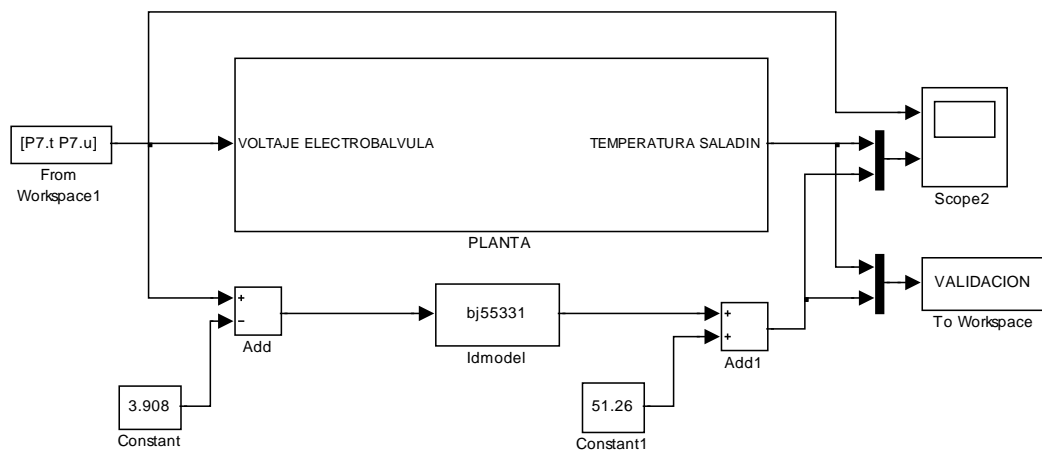 [P7.t P7.u]
From
Workspace1
VOLTAJE ELECTROBALVULA
TEMPERATURA SALADIN
PLANTA
Scope2
+
−
Add
bj55331
Idmodel
+
+
Add1
VALIDACION
To Workspace
3.908
Constant
51.26
Constant1